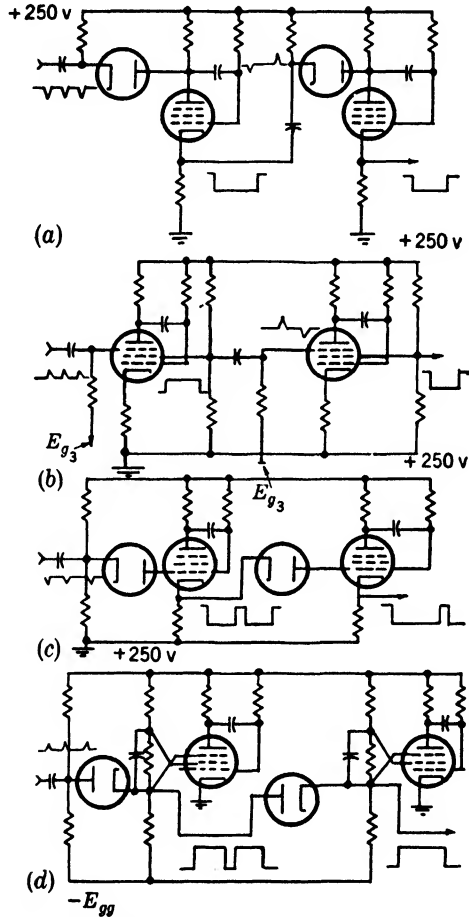 +250 v
(a)
+250 v
E_{g_3}
(b)
E_{g_3}
+250 v
(c)
+250 v
(d)
-E_{gg}